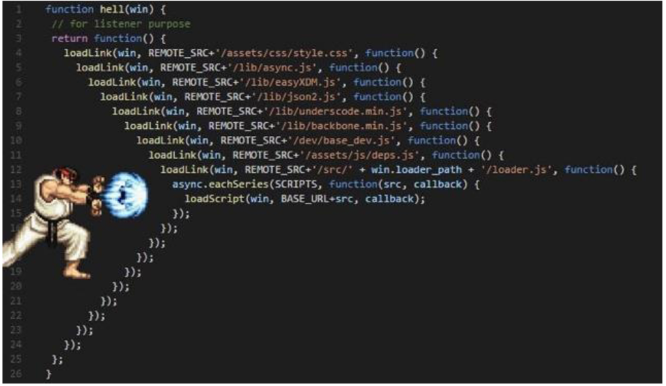 1 function hell(win) {
2 // for listener purpose
3 return function() {
4 loadLink(win, REMOTE_SRC+'/assets/css/style.css', function() {
5 loadLink(win, REMOTE_SRC+'/lib/async.js', function() {
6 loadLink(win, REMOTE_SRC+'/lib/easyXDM.js', function() {
7 loadLink(win, REMOTE_SRC+'/lib/json2.js', function() {
8 loadLink(win, REMOTE_SRC+'/lib/underscode.min.js', function() {
9 loadLink(win, REMOTE_SRC+'/lib/backbone.min.js', function() {
10 loadLink(win, REMOTE_SRC+'/dev/base_dev.js', function() {
11 loadLink(win, REMOTE_SRC+'/assets/js/deps.js', function() {
12 loadLink(win, REMOTE_SRC+'/src/' + win.loader_path + '/loader.js', function() {
13 async.eachSeries(SCRIPTS, function(src, callback) {
14 loadScript(win, BASE_URL+src, callback);
15 });
});
});
});
19 });
20 });
21 });
22 });
23 });
24 });
25 };
26 }